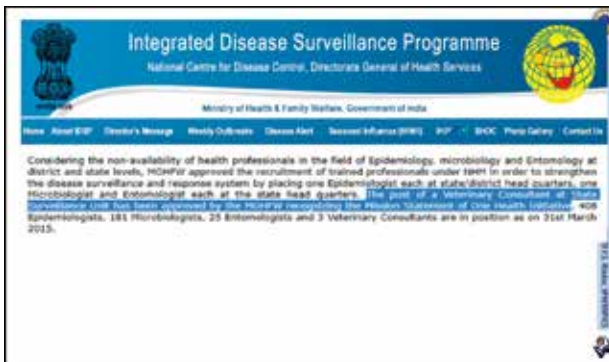 Integrated Disease Surveillance Programme
National Centre for Disease Control, Directorate General of Health Services
Ministry of Health & Family Welfare, Government of India
Home About IDSP Director's Message Weekly Outbreaks Disease Alert Seasonal Influenza (H1N1) SHOC Photo Gallery Contact Us
Considering the non-availability of health professionals in the field of Epidemiology, microbiology and Entomology at
district and state levels, MOHFW approved the recruitment of trained professionals under NHM in order to strengthen
the disease surveillance and response system by placing one Epidemiologist each at state/district head quarters, one
Microbiologist and Entomologist each at the state head quarters. The post of a Veterinary Consultant at State
Surveillance Unit has been approved by the MOHFW recognizing the Mission Statement of One Health Initiative. 408
Epidemiologists, 181 Microbiologists, 25 Entomologists and 3 Veterinary Consultants are in position as on 31st March
2015.